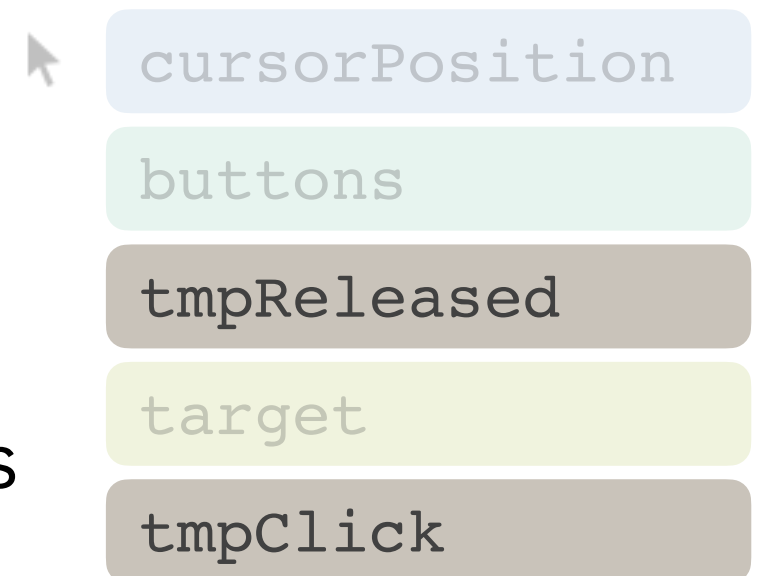 cursorPosition
buttons
tmpReleased
target
s
tmpClick